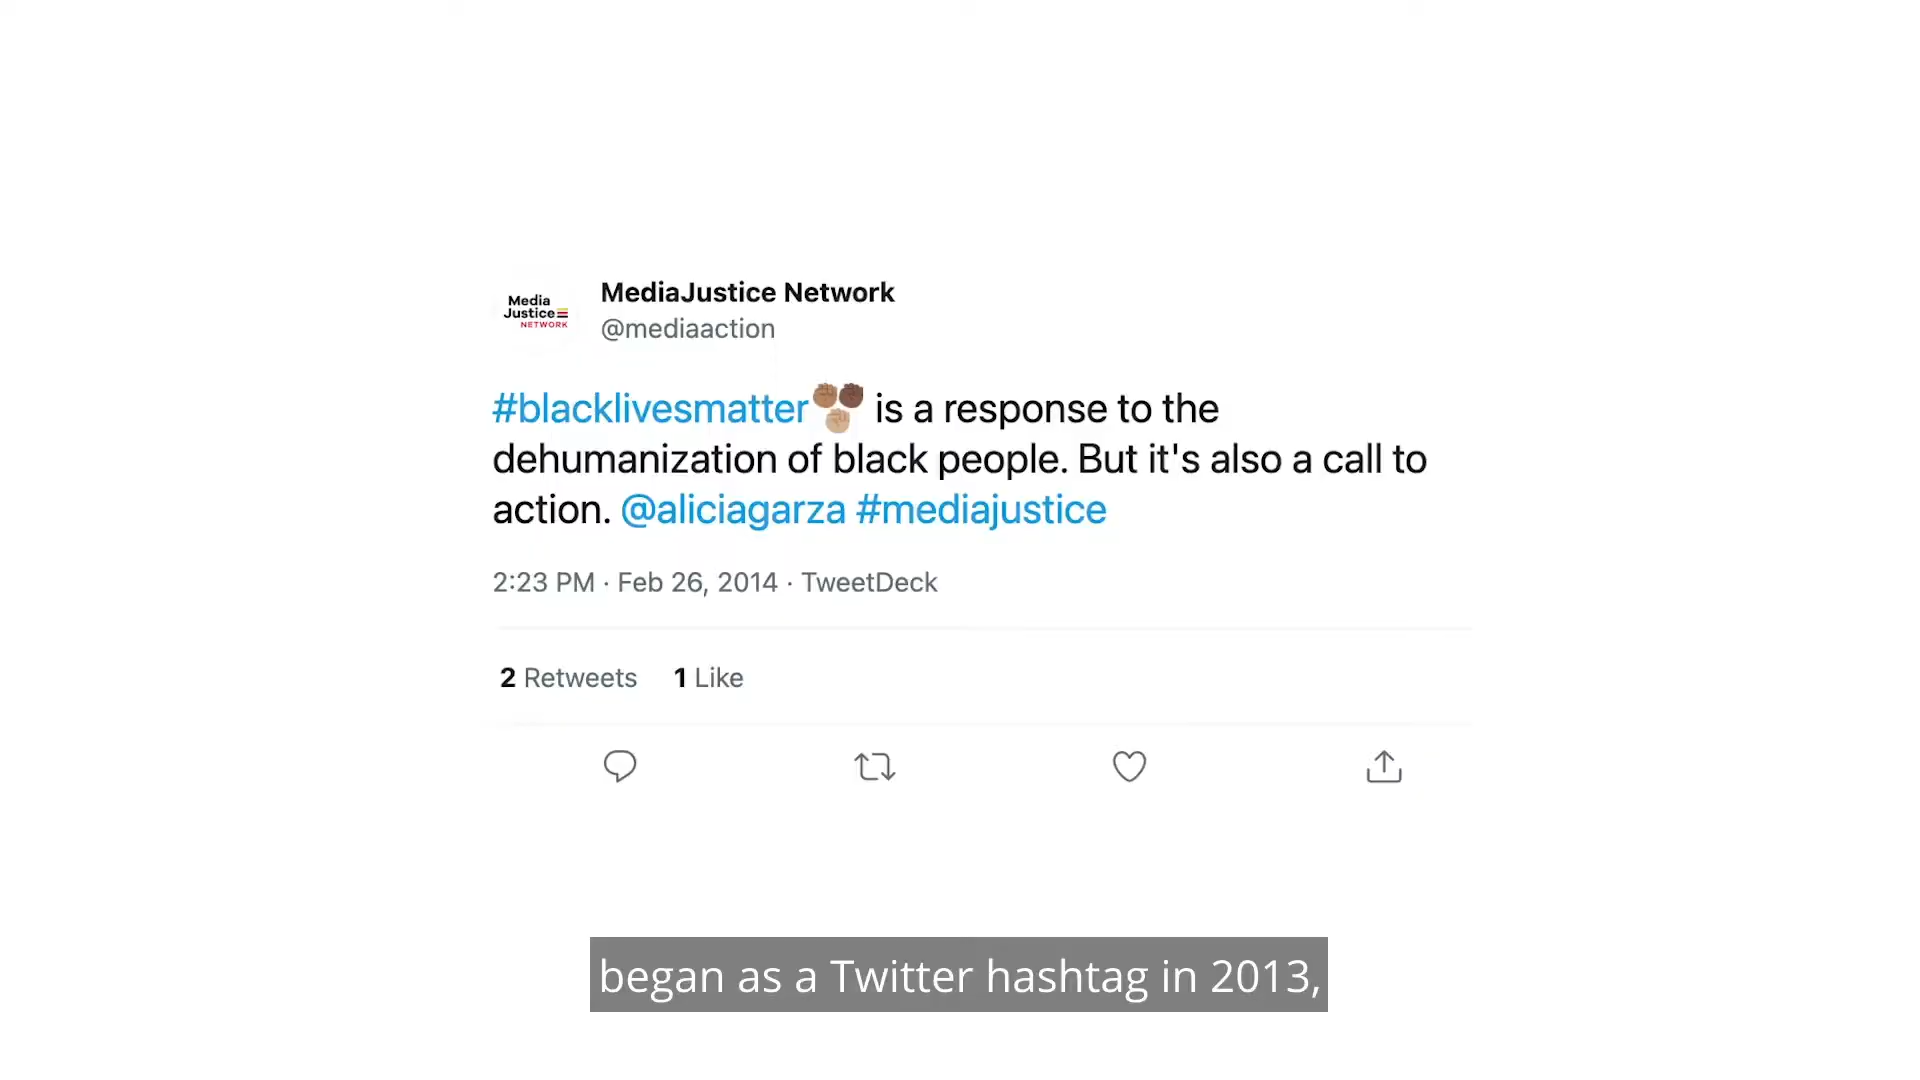 Media
Justice
NETWORK
MediaJustice Network
@mediaaction
#blacklivesmatter✊🏽✊🏿✊🏼 is a response to the
dehumanization of black people. But it's also a call to
action. @aliciagarza #mediajustice
2:23 PM · Feb 26, 2014 · TweetDeck
2 Retweets 1 Like
began as a Twitter hashtag in 2013,